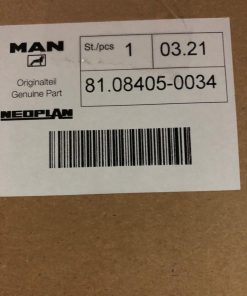 MAN
St./pcs 1 03.21
Originalteil
Genuine Part
81.08405-0034
NEOPLAN